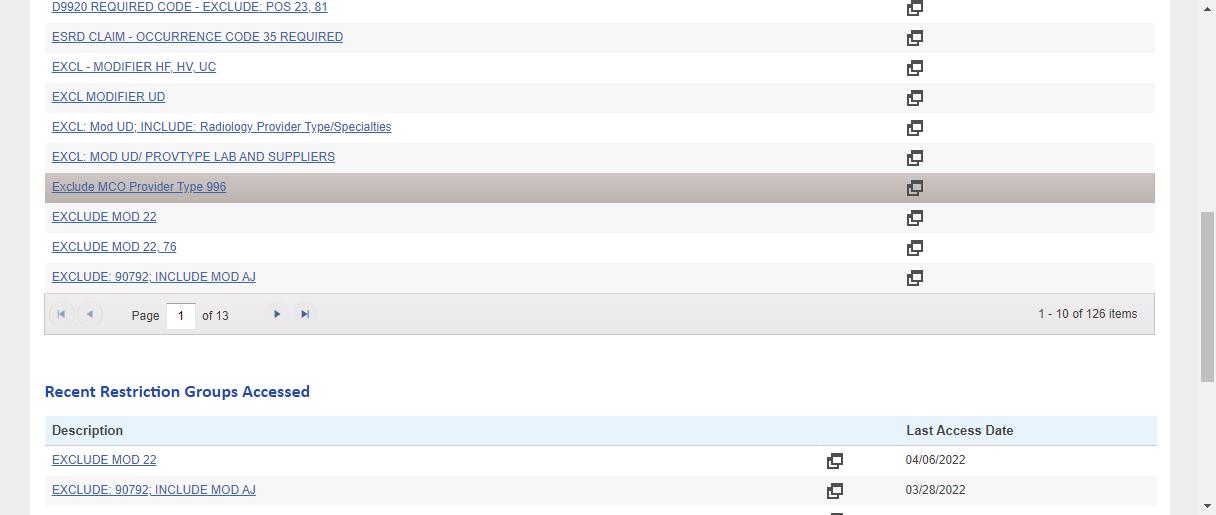 D9920 REQUIRED CODE - EXCLUDE: POS 23, 81
ESRD CLAIM - OCCURRENCE CODE 35 REQUIRED
EXCL - MODIFIER HF, HV, UC
EXCL MODIFIER UD
EXCL: Mod UD; INCLUDE: Radiology Provider Type/Specialties
EXCL: MOD UD/ PROVTYPE LAB AND SUPPLIERS
Exclude MCO Provider Type 996
EXCLUDE MOD 22
EXCLUDE MOD 22, 76
EXCLUDE: 90792; INCLUDE MOD AJ
Page 1 of 13 1 - 10 of 126 items
Recent Restriction Groups Accessed
Description Last Access Date
EXCLUDE MOD 22 04/06/2022
EXCLUDE: 90792; INCLUDE MOD AJ 03/28/2022